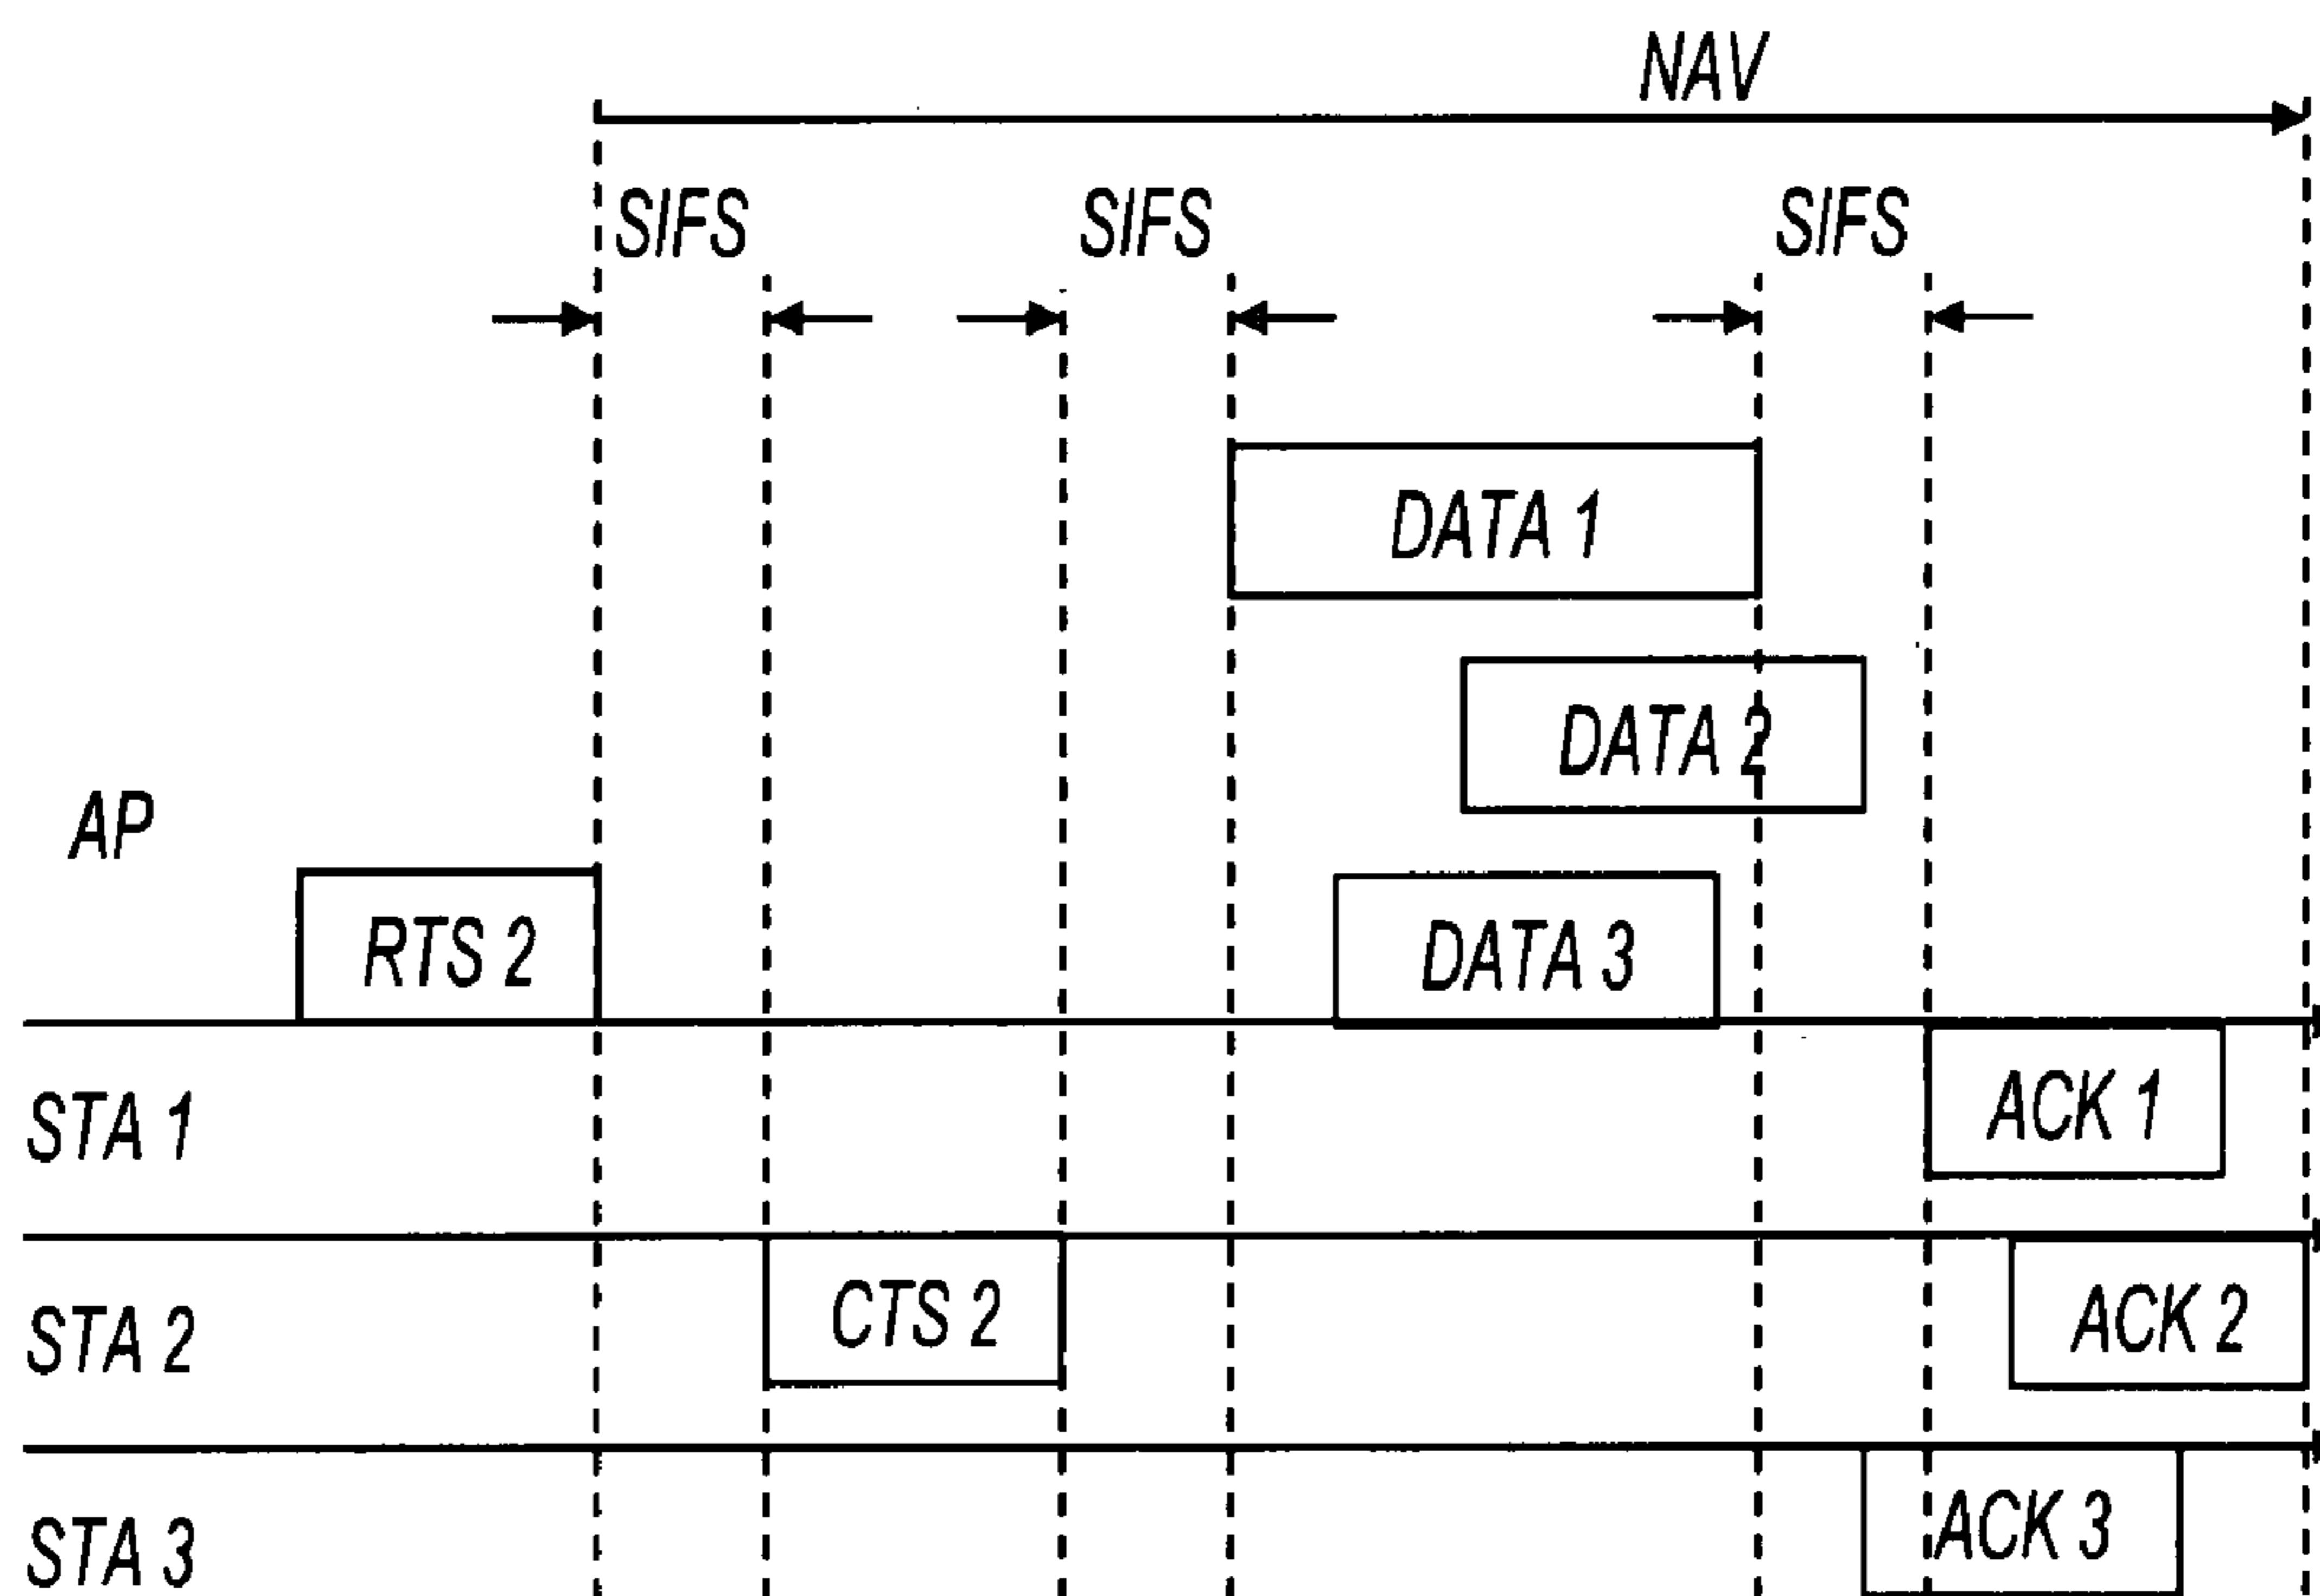 NAV
SIFS SIFS SIFS
DATA 1
DATA 2
AP
RTS 2 DATA 3
STA 1 ACK 1
STA 2 CTS 2 ACK 2
STA 3 ACK 3